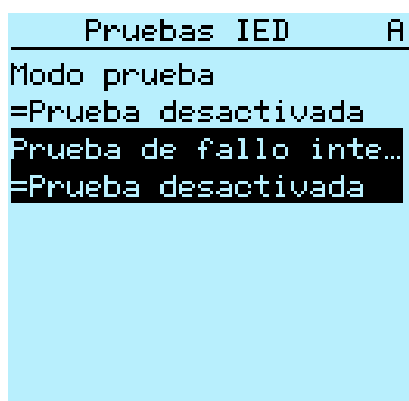 Pruebas IED A
Modo prueba
=Prueba desactivada
Prueba de fallo inte…
=Prueba desactivada